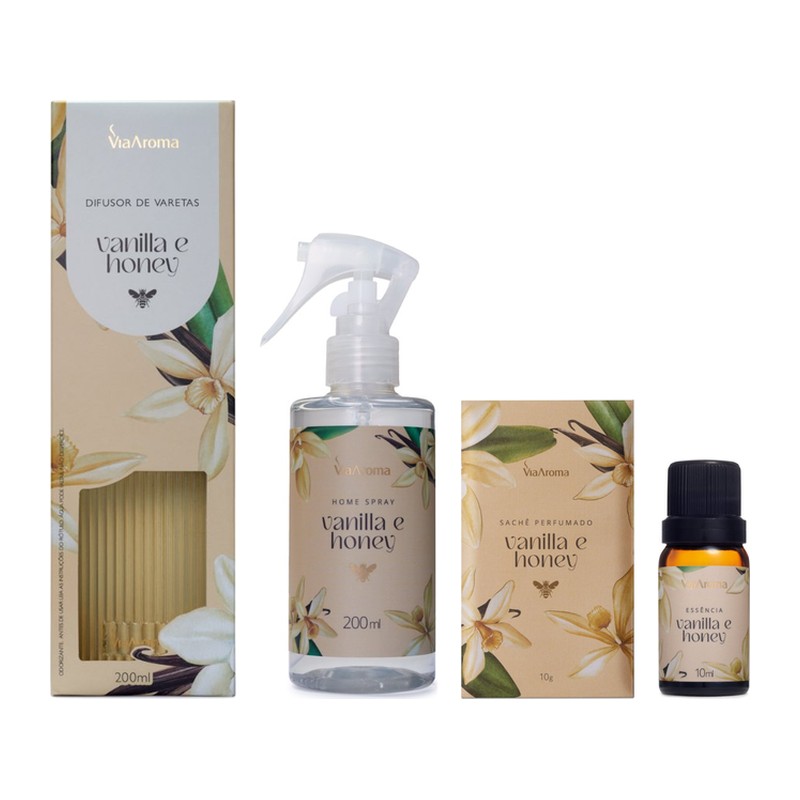 ViaAroma
DIFUSOR DE VARETAS
vanilla e
honey
200ml
ViaAroma
HOME SPRAY
vanilla e
honey
200ml
ViaAroma
SACHÊ PERFUMADO
vanilla e
honey
10g
ViaAroma
ESSÊNCIA
vanilla e
honey
10ml